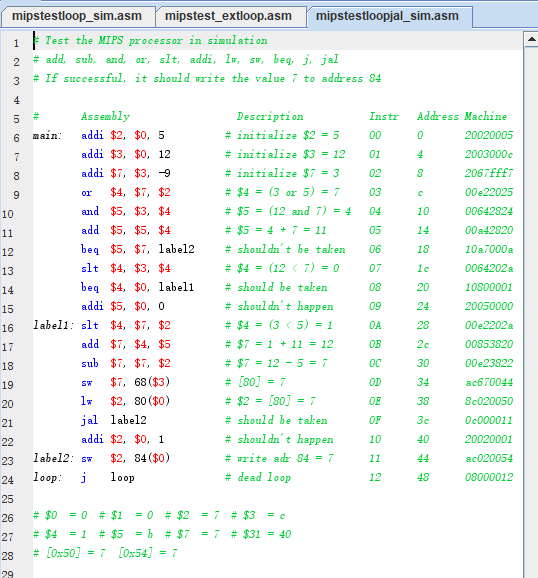 mipstestloop_sim.asm mipstest_extloop.asm mipstestloopjal_sim.asm
1 # Test the MIPS processor in simulation
2 # add, sub, and, or, slt, addi, lw, sw, beq, j, jal
3 # If successful, it should write the value 7 to address 84
4
5 # Assembly Description Instr Address Machine
6 main: addi $2, $0, 5 # initialize $2 = 5 00 0 20020005
7 addi $3, $0, 12 # initialize $3 = 12 01 4 2003000c
8 addi $7, $3, -9 # initialize $7 = 3 02 8 2067fff7
9 or $4, $7, $2 # $4 = (3 or 5) = 7 03 c 00e22025
10 and $5, $3, $4 # $5 = (12 and 7) = 4 04 10 00642824
11 add $5, $5, $4 # $5 = 4 + 7 = 11 05 14 00a42820
12 beq $5, $7, label2 # shouldn't be taken 06 18 10a7000a
13 slt $4, $3, $4 # $4 = (12 < 7) = 0 07 1c 0064202a
14 beq $4, $0, label1 # should be taken 08 20 10800001
15 addi $5, $0, 0 # shouldn't happen 09 24 20050000
16 label1: slt $4, $7, $2 # $4 = (3 < 5) = 1 0A 28 00e2202a
17 add $7, $4, $5 # $7 = 1 + 11 = 12 0B 2c 00853820
18 sub $7, $7, $2 # $7 = 12 - 5 = 7 0C 30 00e23822
19 sw $7, 68($3) # [80] = 7 0D 34 ac670044
20 lw $2, 80($0) # $2 = [80] = 7 0E 38 8c020050
21 jal label2 # should be taken 0F 3c 0c000011
22 addi $2, $0, 1 # shouldn't happen 10 40 20020001
23 label2: sw $2, 84($0) # write adr 84 = 7 11 44 ac020054
24 loop: j loop # dead loop 12 48 08000012
25
26 # $0 = 0 # $1 = 0 # $2 = 7 # $3 = c
27 # $4 = 1 # $5 = b # $7 = 7 # $31 = 40
28 # [0x50] = 7 [0x54] = 7
29